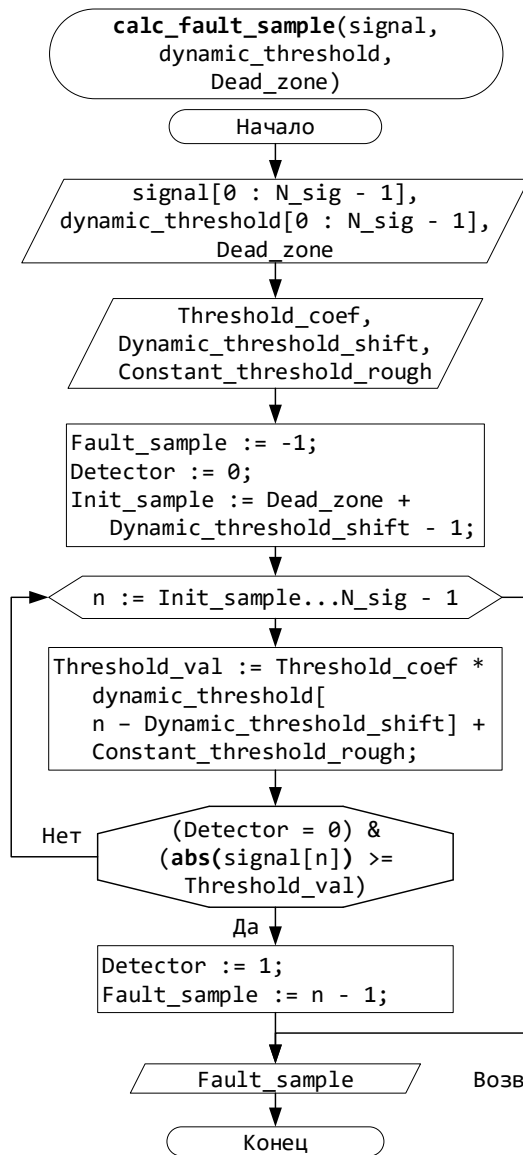 calc_fault_sample(signal,
dynamic_threshold,
Dead_zone)
Начало
signal[0 : N_sig - 1],
dynamic_threshold[0 : N_sig - 1],
Dead_zone
Threshold_coef,
Dynamic_threshold_shift,
Constant_threshold_rough
Fault_sample := -1;
Detector := 0;
Init_sample := Dead_zone +
Dynamic_threshold_shift - 1;
n := Init_sample...N_sig - 1
Threshold_val := Threshold_coef *
dynamic_threshold[
n – Dynamic_threshold_shift] +
Constant_threshold_rough;
Нет
(Detector = 0) &
(abs(signal[n]) >=
Threshold_val)
Да
Detector := 1;
Fault_sample := n - 1;
Fault_sample
Возв
Конец